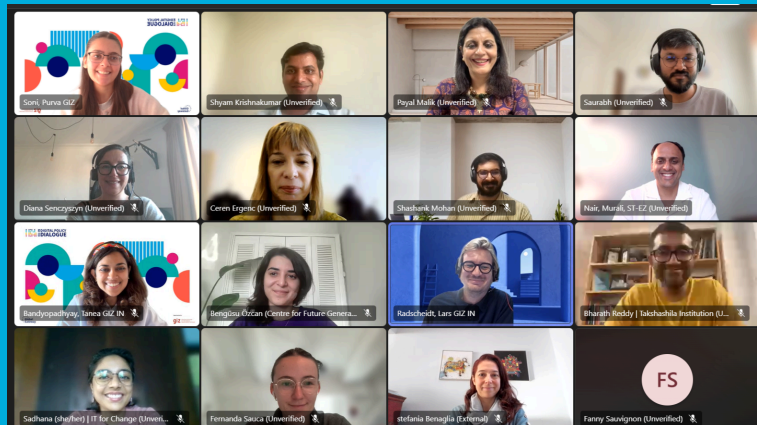 DIGITAL POLICY
DIALOGUE
Soni, Purva GIZ
Shyam Krishnakumar (Unverified)
Payal Malik (Unverified)
Saurabh (Unverified)
Diana Senczyszyn (Unverified)
Ceren Ergenc (Unverified)
Shashank Mohan (Unverified)
Nair, Murali, ST-EZ (Unverified)
DIGITAL POLICY
DIALOGUE
Bandyopadhyay, Tanea GIZ IN
Bengüsu Özcan (Centre for Future Genera...
Radscheidt, Lars GIZ IN
Bharath Reddy | Takshashila Institution (U...
giz
Sadhana (she/her) | IT for Change (Unveri...
Fernanda Sauca (Unverified)
stefania Benaglia (External)
FS
Fanny Sauvignon (Unverified)